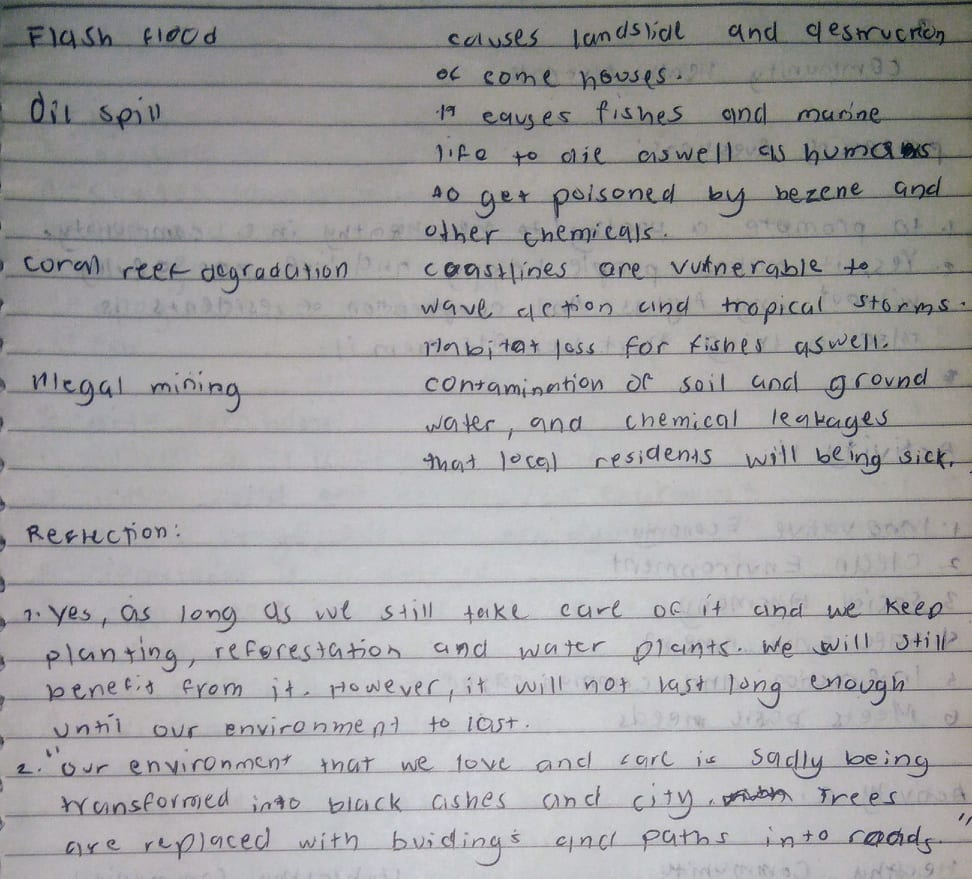 Flash flood causes landslide and destruction
of some houses.
Oil spill it causes fishes and marine
life to die aswell as humans
to get poisoned by bezene and
other chemicals.
coral reef degradation coastlines are vulnerable to
wave action and tropical storms.
Habitat loss for fishes aswell.
Illegal mining contamination of soil and ground
water, and chemical leakages
that local residents will being sick.
Reflection:
1. Yes, as long as we still take care of it and we keep
planting, reforestation and water plants. We will still
benefit from it. However, it will not last long enough
until our environment to last.
2. "Our environment that we love and care is sadly being
transformed into black ashes and city. Trees
are replaced with buidings and paths into roads."